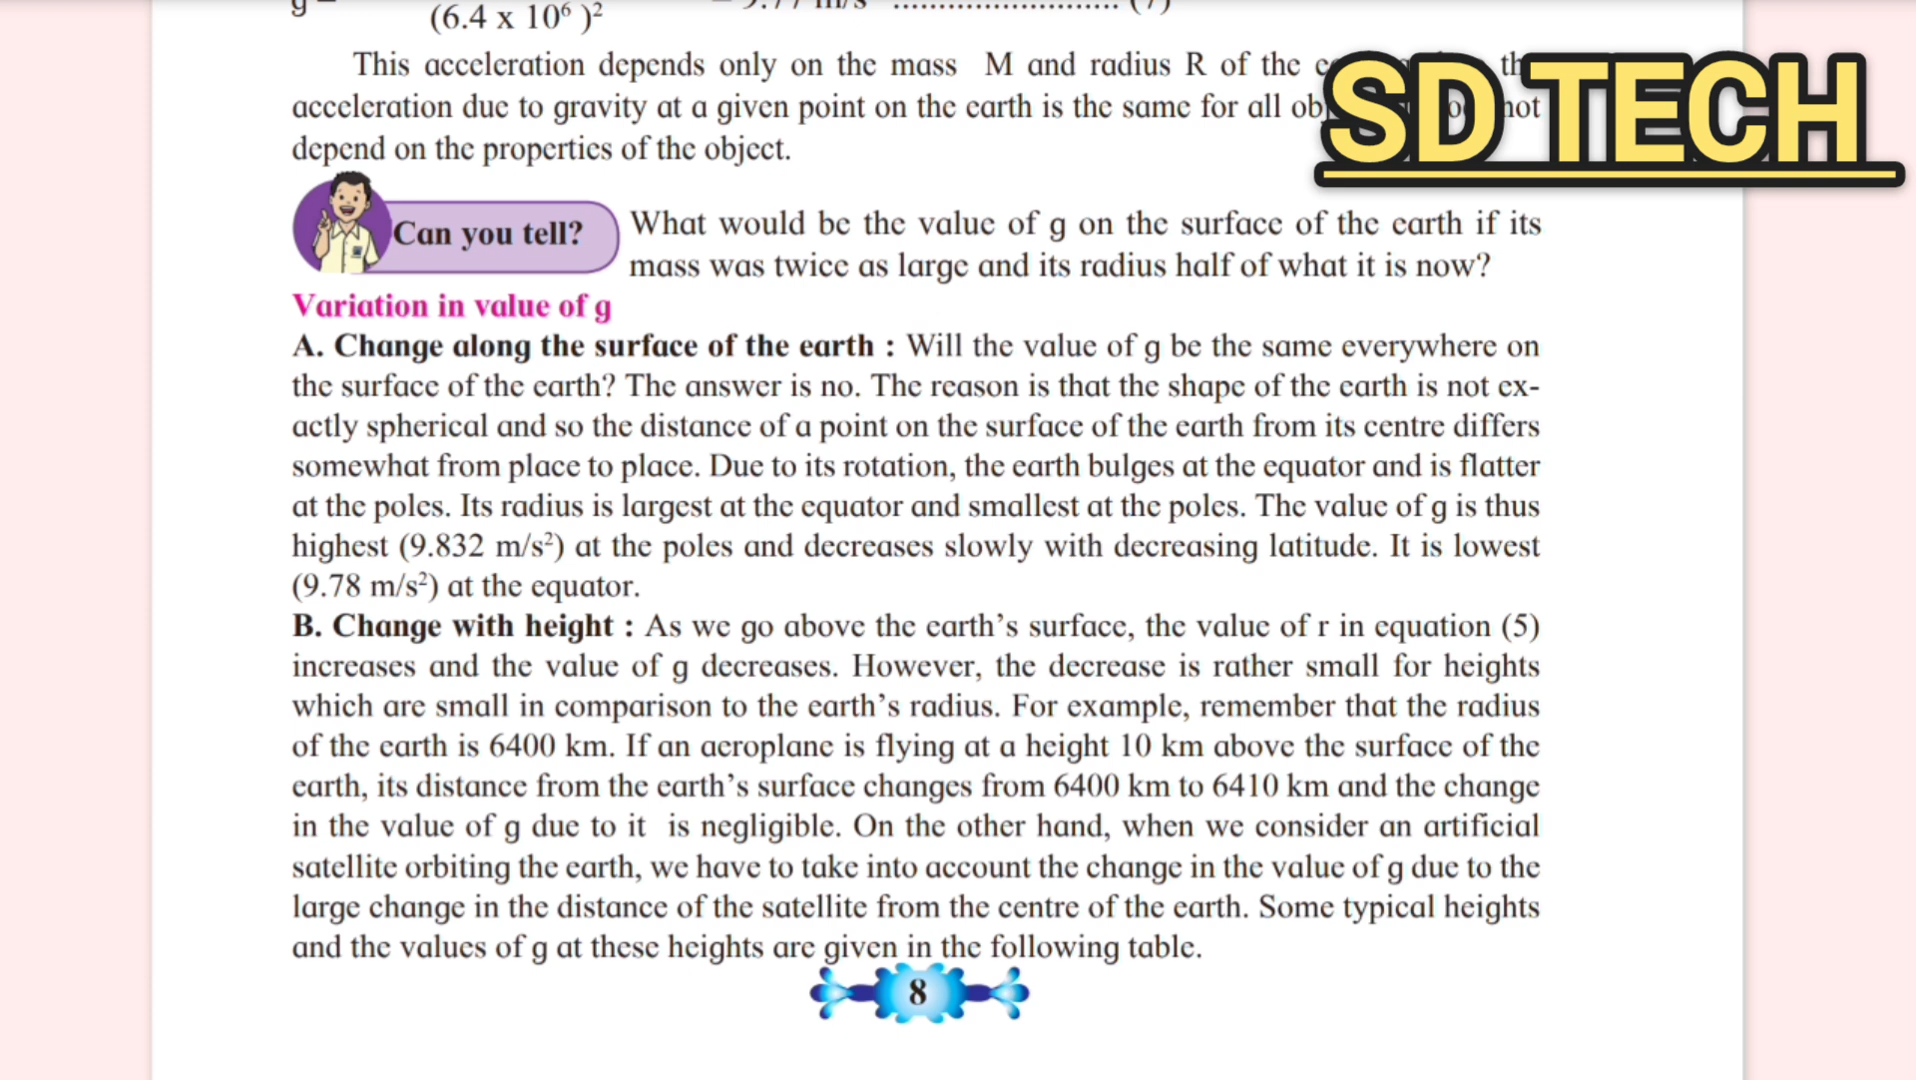 (6.4 x 10⁶ )²
This acceleration depends only on the mass M and radius R of the
acceleration due to gravity at a given point on the earth is the same for all not
depend on the properties of the object.
SD TECH
Can you tell?
What would be the value of g on the surface of the earth if its
mass was twice as large and its radius half of what it is now?
Variation in value of g
A. Change along the surface of the earth : Will the value of g be the same everywhere on
the surface of the earth? The answer is no. The reason is that the shape of the earth is not ex-
actly spherical and so the distance of a point on the surface of the earth from its centre differs
somewhat from place to place. Due to its rotation, the earth bulges at the equator and is flatter
at the poles. Its radius is largest at the equator and smallest at the poles. The value of g is thus
highest (9.832 m/s²) at the poles and decreases slowly with decreasing latitude. It is lowest
(9.78 m/s²) at the equator.
B. Change with height : As we go above the earth’s surface, the value of r in equation (5)
increases and the value of g decreases. However, the decrease is rather small for heights
which are small in comparison to the earth’s radius. For example, remember that the radius
of the earth is 6400 km. If an aeroplane is flying at a height 10 km above the surface of the
earth, its distance from the earth’s surface changes from 6400 km to 6410 km and the change
in the value of g due to it is negligible. On the other hand, when we consider an artificial
satellite orbiting the earth, we have to take into account the change in the value of g due to the
large change in the distance of the satellite from the centre of the earth. Some typical heights
and the values of g at these heights are given in the following table.
8